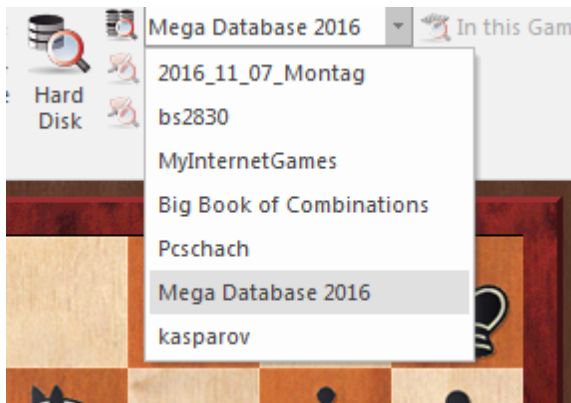 Mega Database 2016
In this Gam
Hard
Disk
2016_11_07_Montag
bs2830
MyInternetGames
Big Book of Combinations
Pcschach
Mega Database 2016
kasparov